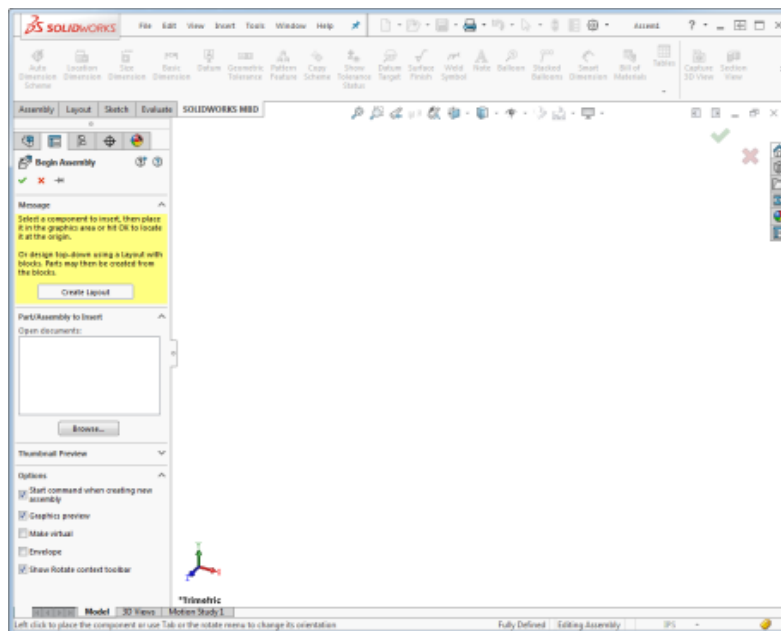 SOLIDWORKS File Edit View Insert Tools Window Help Assem1
Auto Dimension Scheme
Location Dimension
Size Dimension
Basic Dimension
Datum
Geometric Tolerance
Pattern Feature
Copy Scheme
Show Tolerance Status
Datum Target
Surface Finish
Weld Symbol
Note
Balloon
Stacked Balloons
Smart Dimension
Bill of Materials
Tables
Capture 3D View
Section View
Assembly Layout Sketch Evaluate SOLIDWORKS MBD
Begin Assembly
Message
Select a component to insert, then place
it in the graphics area or hit OK to locate
it at the origin.
Or design top-down using a Layout with
blocks. Parts may then be created from
the blocks.
Create Layout
Part/Assembly to Insert
Open documents:
Browse...
Thumbnail Preview
Options
Start command when creating new
assembly
Graphics preview
Make virtual
Envelope
Show Rotate context toolbar
*Trimetric
Model 3D Views Motion Study 1
Left click to place the component or use Tab or the rotate menu to change its orientation Fully Defined Editing Assembly IPS